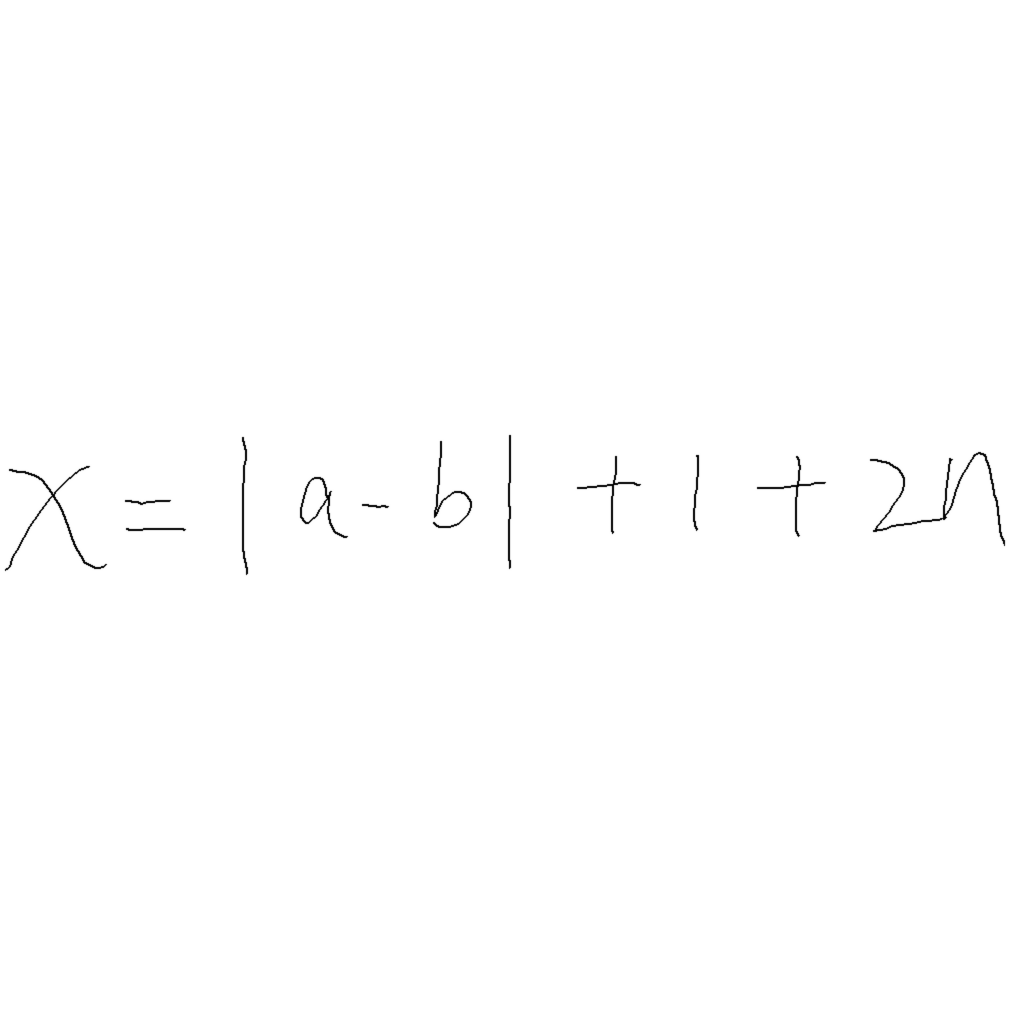 x = |a - b| + 1 + 2n